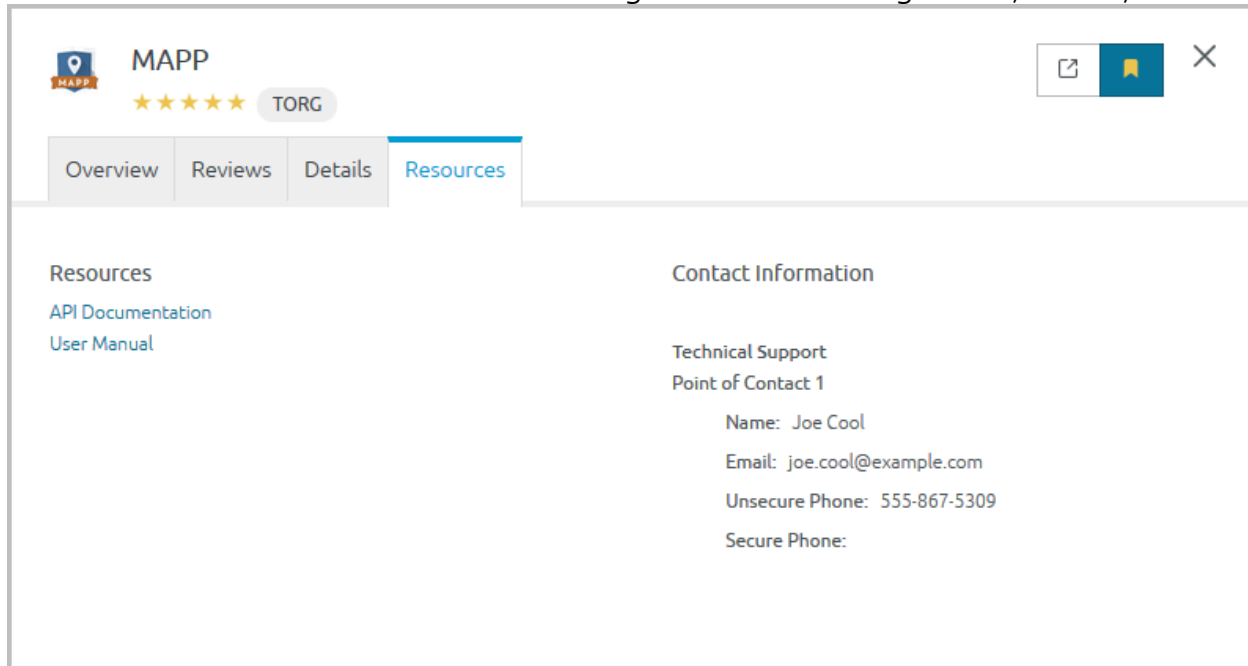 MAPP
MAPP
TORG
Overview Reviews Details Resources
Resources
API Documentation
User Manual
Contact Information
Technical Support
Point of Contact 1
Name: Joe Cool
Email: joe.cool@example.com
Unsecure Phone: 555-867-5309
Secure Phone: